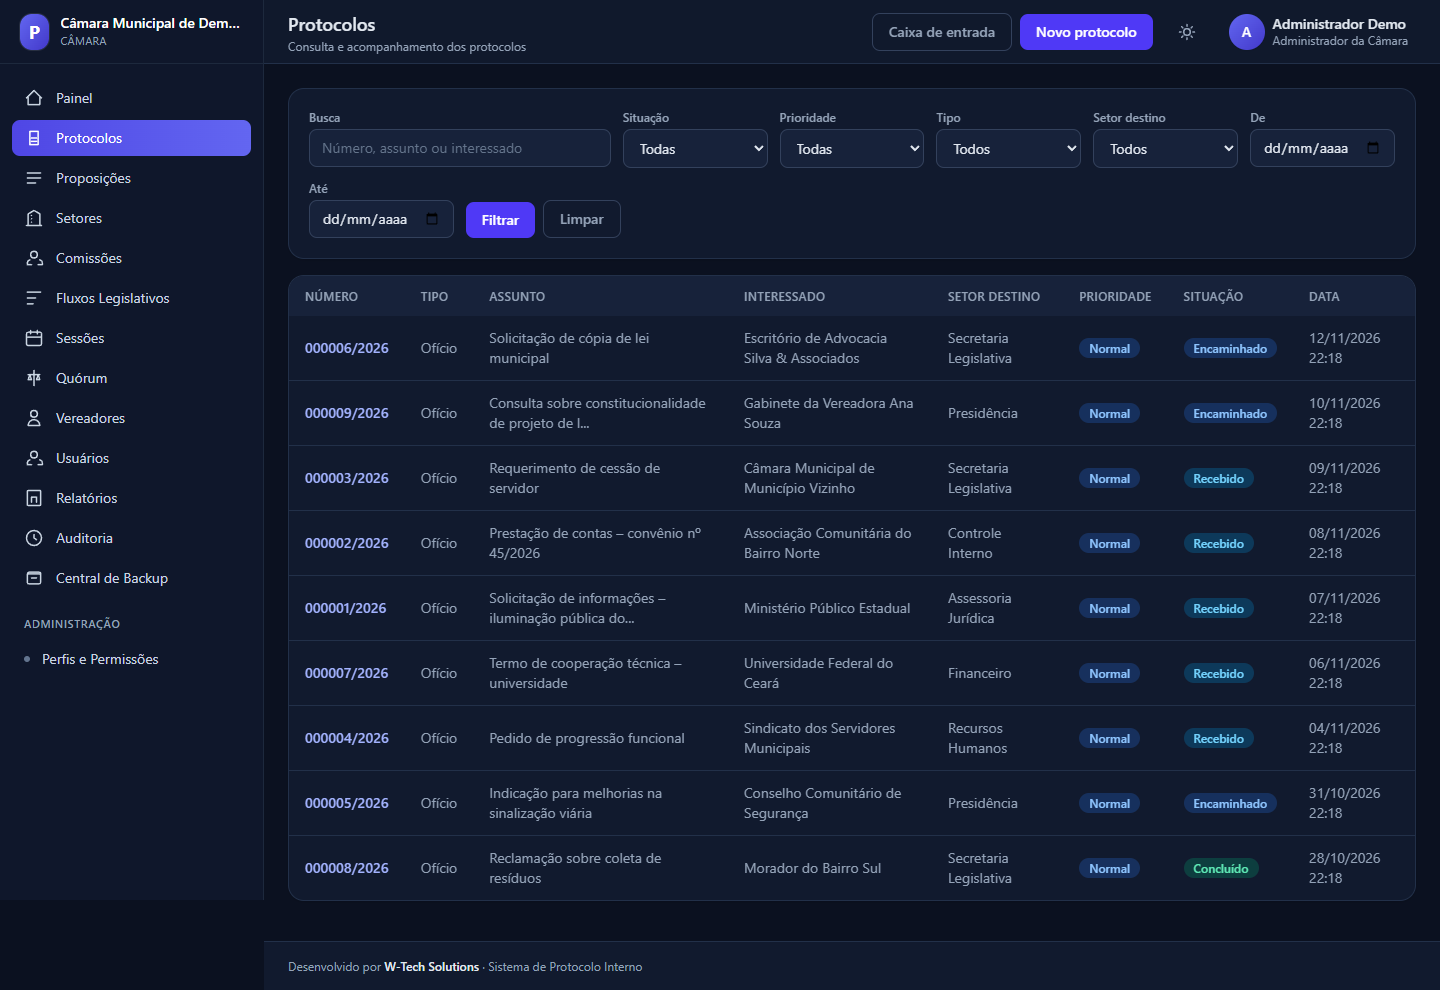 P
Câmara Municipal de Dem...
CÂMARA
Protocolos
Consulta e acompanhamento dos protocolos
Caixa de entrada
Novo protocolo
A
Administrador Demo
Administrador da Câmara
Painel
Protocolos
Proposições
Setores
Comissões
Fluxos Legislativos
Sessões
Quórum
Vereadores
Usuários
Relatórios
Auditoria
Central de Backup
ADMINISTRAÇÃO
Perfis e Permissões
Busca
Número, assunto ou interessado
Situação
Todas
Prioridade
Todas
Tipo
Todos
Setor destino
Todos
De
dd/mm/aaaa
Até
dd/mm/aaaa
Filtrar
Limpar
NÚMERO TIPO ASSUNTO INTERESSADO SETOR DESTINO PRIORIDADE SITUAÇÃO DATA
000006/2026 Ofício Solicitação de cópia de lei municipal Escritório de Advocacia Silva & Associados Secretaria Legislativa Normal Encaminhado 12/11/2026 22:18
000009/2026 Ofício Consulta sobre constitucionalidade de projeto de l... Gabinete da Vereadora Ana Souza Presidência Normal Encaminhado 10/11/2026 22:18
000003/2026 Ofício Requerimento de cessão de servidor Câmara Municipal de Município Vizinho Secretaria Legislativa Normal Recebido 09/11/2026 22:18
000002/2026 Ofício Prestação de contas – convênio nº 45/2026 Associação Comunitária do Bairro Norte Controle Interno Normal Recebido 08/11/2026 22:18
000001/2026 Ofício Solicitação de informações – iluminação pública do... Ministério Público Estadual Assessoria Jurídica Normal Recebido 07/11/2026 22:18
000007/2026 Ofício Termo de cooperação técnica – universidade Universidade Federal do Ceará Financeiro Normal Recebido 06/11/2026 22:18
000004/2026 Ofício Pedido de progressão funcional Sindicato dos Servidores Municipais Recursos Humanos Normal Recebido 04/11/2026 22:18
000005/2026 Ofício Indicação para melhorias na sinalização viária Conselho Comunitário de Segurança Presidência Normal Encaminhado 31/10/2026 22:18
000008/2026 Ofício Reclamação sobre coleta de resíduos Morador do Bairro Sul Secretaria Legislativa Normal Concluído 28/10/2026 22:18
Desenvolvido por W-Tech Solutions · Sistema de Protocolo Interno